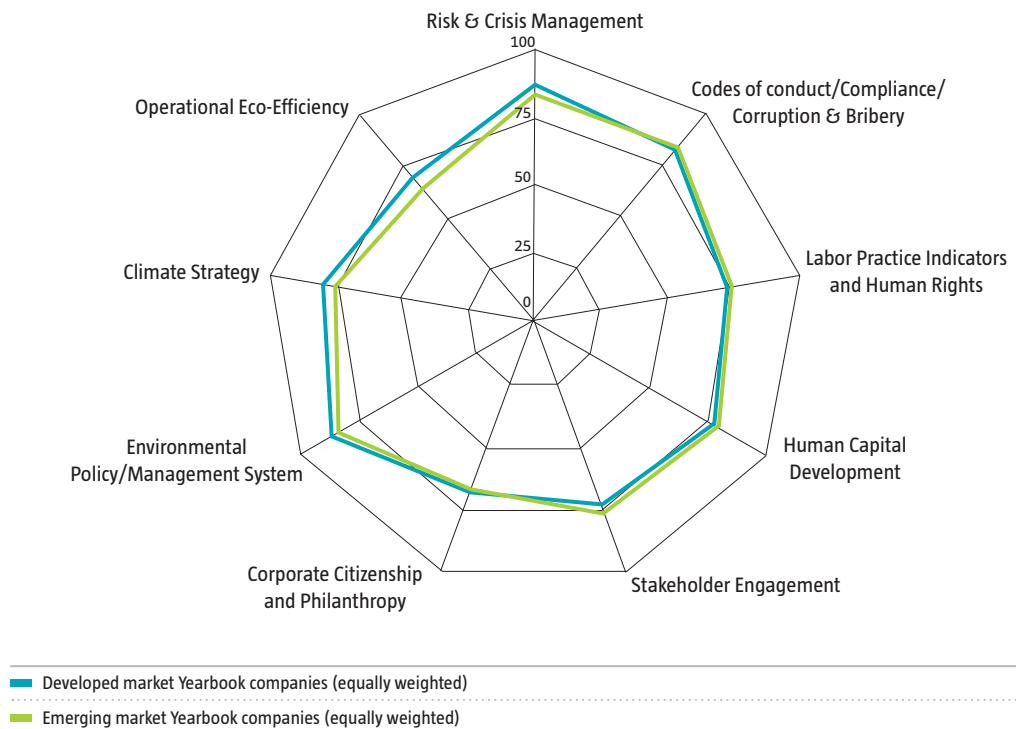 Risk & Crisis Management
100
Codes of conduct/Compliance/
Corruption & Bribery
Operational Eco-Efficiency
75
50
25
0
Labor Practice Indicators
and Human Rights
Climate Strategy
Human Capital
Development
Environmental
Policy/Management System
Stakeholder Engagement
Corporate Citizenship
and Philanthropy
Developed market Yearbook companies (equally weighted)
Emerging market Yearbook companies (equally weighted)